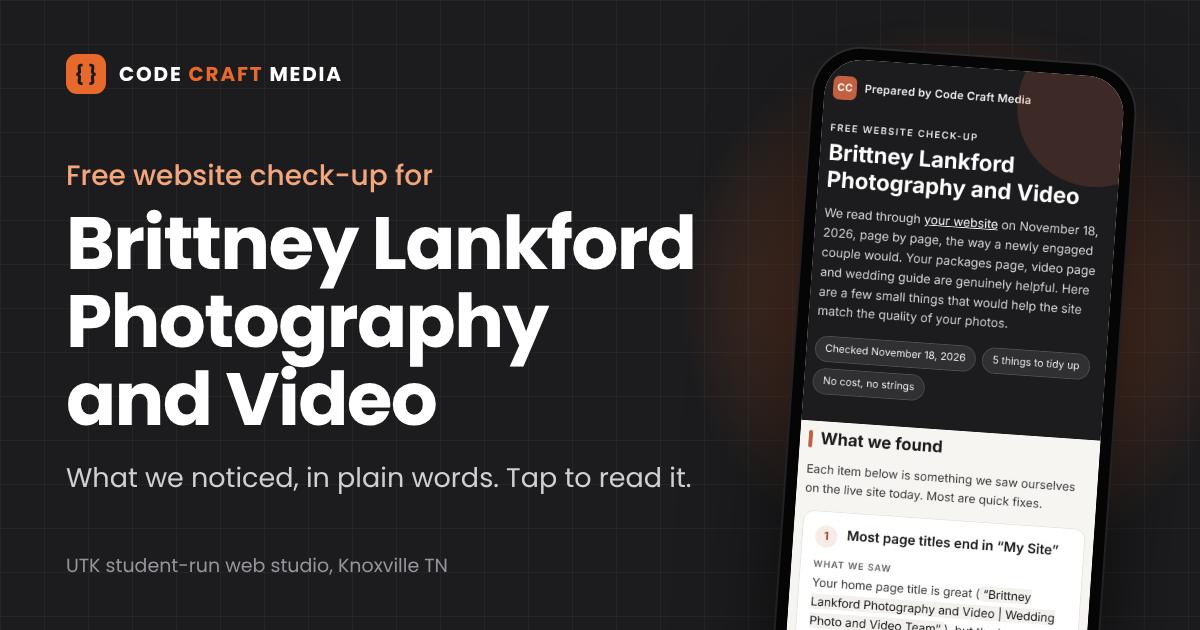 { } CODE CRAFT MEDIA
Free website check-up for
Brittney Lankford
Photography
and Video
What we noticed, in plain words. Tap to read it.
UTK student-run web studio, Knoxville TN
CC Prepared by Code Craft Media
FREE WEBSITE CHECK-UP
Brittney Lankford
Photography and Video
We read through your website on November 18,
2026, page by page, the way a newly engaged
couple would. Your packages page, video page
and wedding guide are genuinely helpful. Here
are a few small things that would help the site
match the quality of your photos.
Checked November 18, 2026
5 things to tidy up
No cost, no strings
What we found
Each item below is something we saw ourselves
on the live site today. Most are quick fixes.
1 Most page titles end in “My Site”
WHAT WE SAW
Your home page title is great ( “Brittney
Lankford Photography and Video | Wedding
Photo and Video Team” ), but